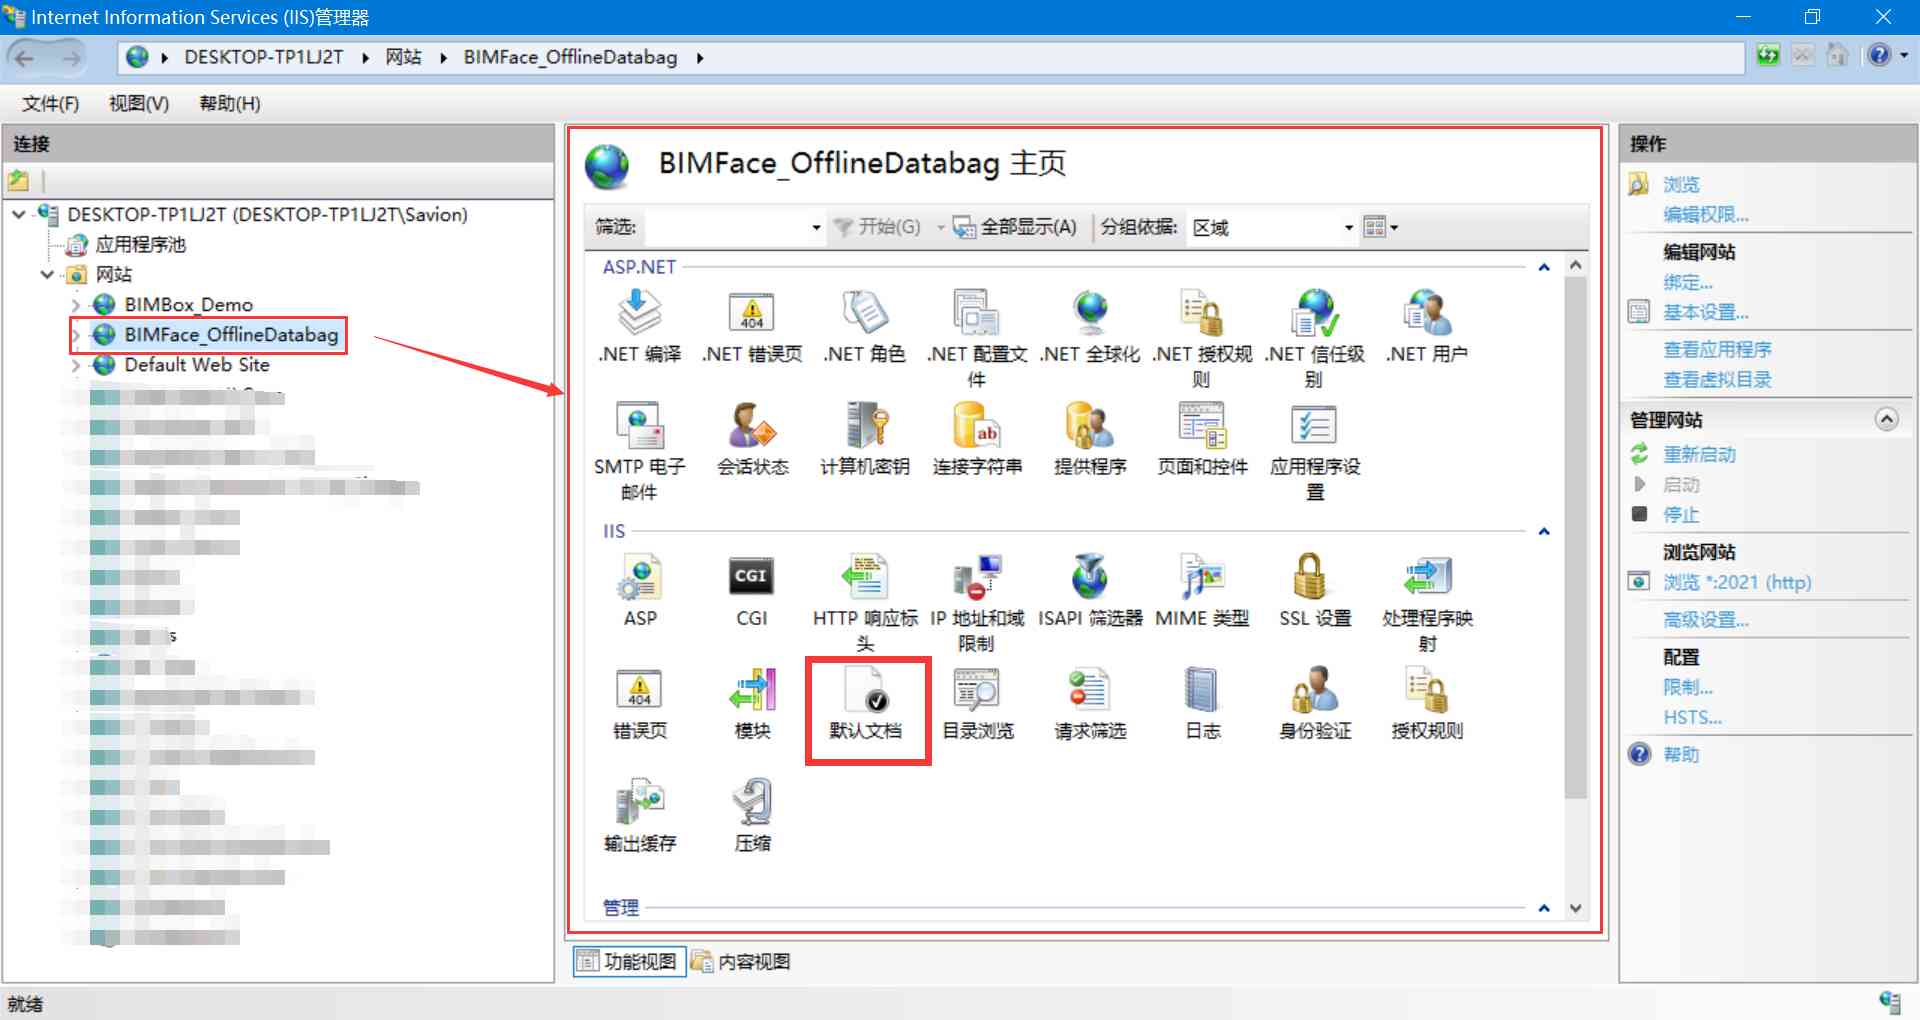 Internet Information Services (IIS)管理器
DESKTOP-TP1LJ2T 网站 BIMFace_OfflineDatabag
文件(F) 视图(V) 帮助(H)
连接
DESKTOP-TP1LJ2T (DESKTOP-TP1LJ2T\Savion)
应用程序池
网站
BIMBox_Demo
BIMFace_OfflineDatabag
Default Web Site
BIMFace_OfflineDatabag 主页
筛选: 开始(G) 全部显示(A) 分组依据: 区域
ASP.NET
.NET 编译 .NET 错误页 .NET 角色 .NET 配置文 .NET 全球化 .NET 授权规 .NET 信任级 .NET 用户
件 则 别
SMTP 电子 会话状态 计算机密钥 连接字符串 提供程序 页面和控件 应用程序设
邮件 置
IIS
CGI
ASP CGI HTTP 响应标 IP 地址和域 ISAPI 筛选器 MIME 类型 SSL 设置 处理程序映
头 限制 射
错误页 模块 默认文档 目录浏览 请求筛选 日志 身份验证 授权规则
输出缓存 压缩
管理
功能视图 内容视图
操作
浏览
编辑权限...
编辑网站
绑定...
基本设置...
查看应用程序
查看虚拟目录
管理网站
重新启动
启动
停止
浏览网站
浏览 *:2021 (http)
高级设置...
配置
限制...
HSTS...
帮助
就绪